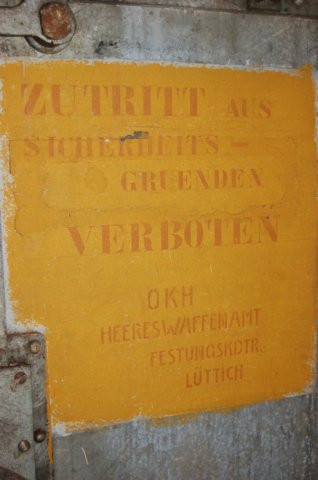 ZUTRITT AUS
SICHERHEITS-
GRUENDEN
VERBOTEN
OKH
HEERESWAFFENAMT
FESTUNGSKDTR.
LÜTTICH